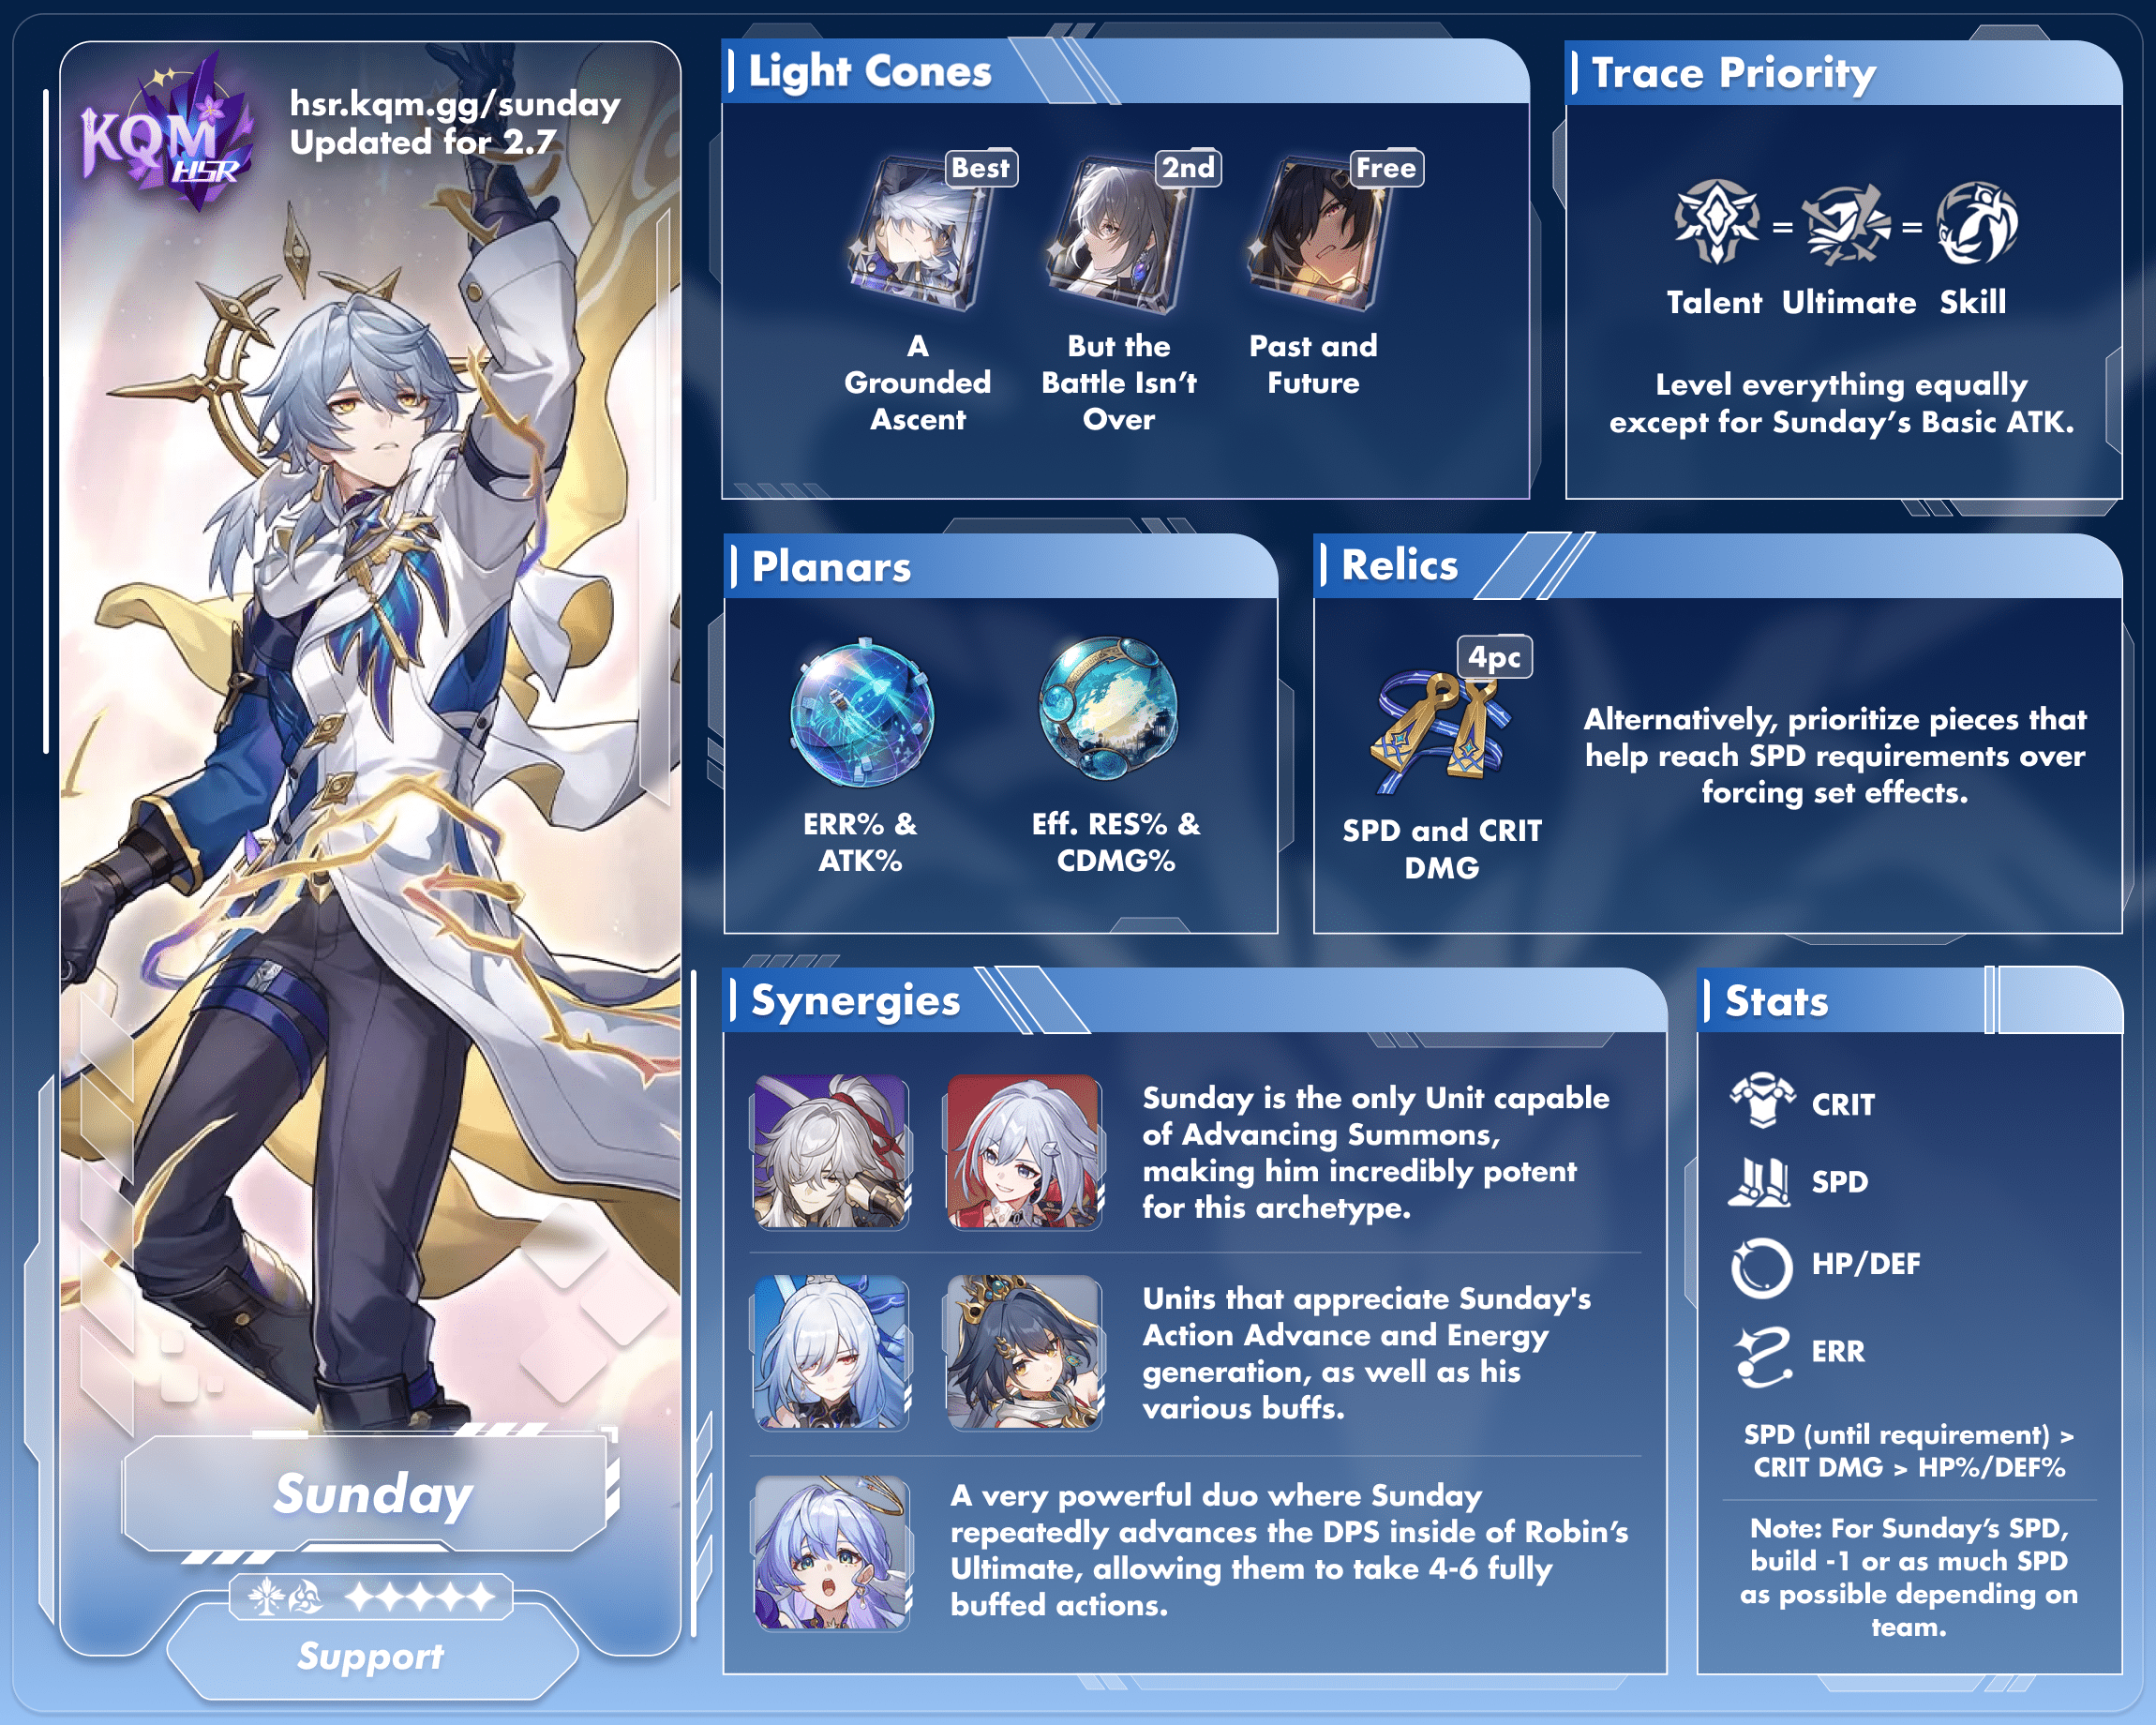 KQM
HSR
hsr.kqm.gg/sunday
Updated for 2.7
Sunday
Support
Light Cones
Best
2nd
Free
A
Grounded
Ascent
But the
Battle Isn’t
Over
Past and
Future
Trace Priority
= =
Talent Ultimate Skill
Level everything equally
except for Sunday’s Basic ATK.
Planars
ERR% &
ATK%
Eff. RES% &
CDMG%
Relics
4pc
SPD and CRIT
DMG
Alternatively, prioritize pieces that
help reach SPD requirements over
forcing set effects.
Synergies
Sunday is the only Unit capable
of Advancing Summons,
making him incredibly potent
for this archetype.
Units that appreciate Sunday's
Action Advance and Energy
generation, as well as his
various buffs.
A very powerful duo where Sunday
repeatedly advances the DPS inside of Robin’s
Ultimate, allowing them to take 4-6 fully
buffed actions.
Stats
CRIT
SPD
HP/DEF
ERR
SPD (until requirement) >
CRIT DMG > HP%/DEF%
Note: For Sunday’s SPD,
build -1 or as much SPD
as possible depending on
team.